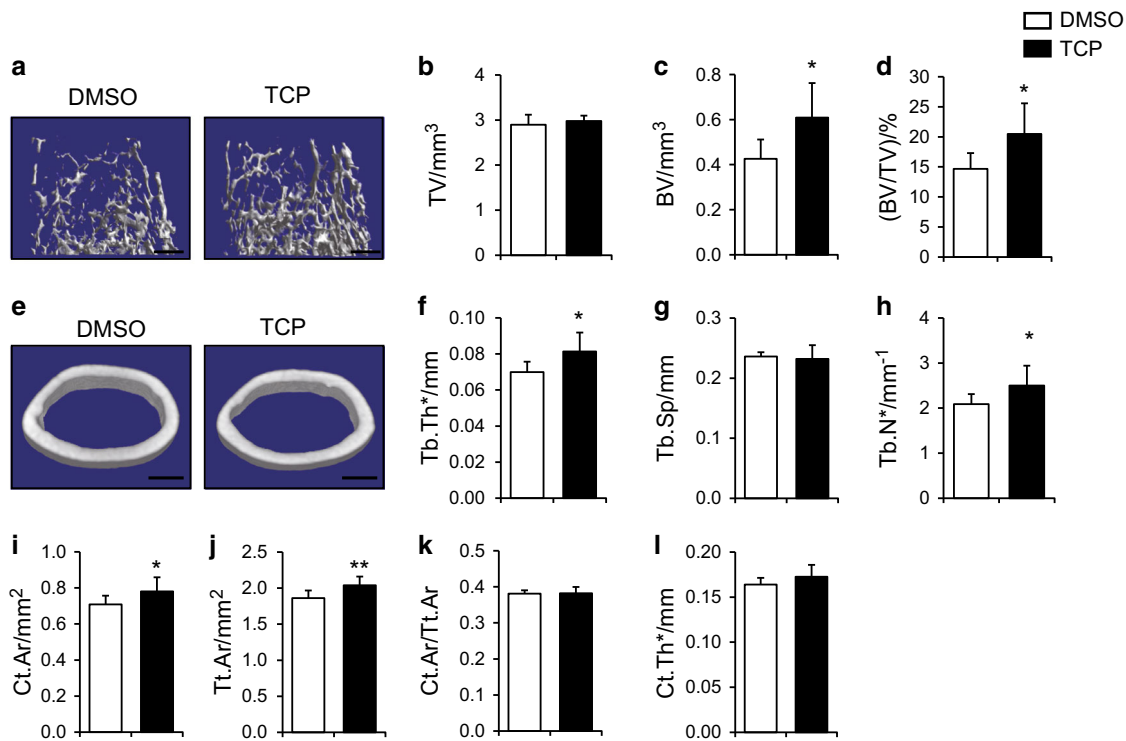 DMSO
TCP
a
DMSO
TCP
b
TV/mm³
4
3
2
1
0
c
BV/mm³
0.8
0.6
0.4
0.2
0.0
*
d
(BV/TV)/%
30
25
20
15
10
5
0
*
e
DMSO
TCP
f
Tb.Th*/mm
0.10
0.08
0.06
0.04
0.02
0.00
*
g
Tb.Sp/mm
0.3
0.2
0.1
0.0
h
Tb.N*/mm⁻¹
4
3
2
1
0
*
i
Ct.Ar/mm²
1.0
0.8
0.6
0.4
0.2
0.0
*
j
Tt.Ar/mm²
2.5
2.0
1.5
1.0
0.5
0.0
**
k
Ct.Ar/Tt.Ar
0.5
0.4
0.3
0.2
0.1
0.0
l
Ct.Th*/mm
0.20
0.15
0.10
0.05
0.00